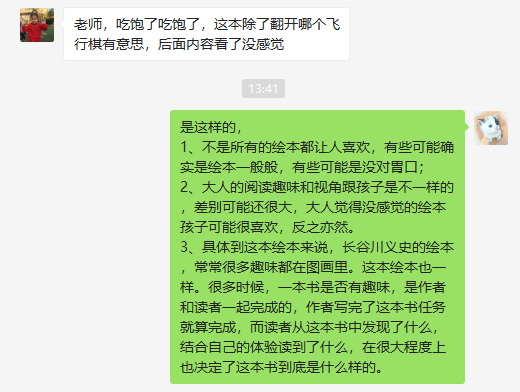 老师，吃饱了吃饱了，这本除了翻开哪个飞
行棋有意思，后面内容看了没感觉
13:41
是这样的，
1、不是所有的绘本都让人喜欢，有些可能确
实是绘本一般般，有些可能是没对胃口；
2、大人的阅读趣味和视角跟孩子是不一样的
，差别可能还很大，大人觉得没感觉的绘本
孩子可能很喜欢，反之亦然。
3、具体到这本绘本来说，长谷川义史的绘本
，常常很多趣味都在图画里。这本绘本也一
样。很多时候，一本书是否有趣味，是作者
和读者一起完成的，作者写完了这本书任务
就算完成，而读者从这本书中发现了什么，
结合自己的体验读到了什么，在很大程度上
也决定了这本书到底是什么样的。